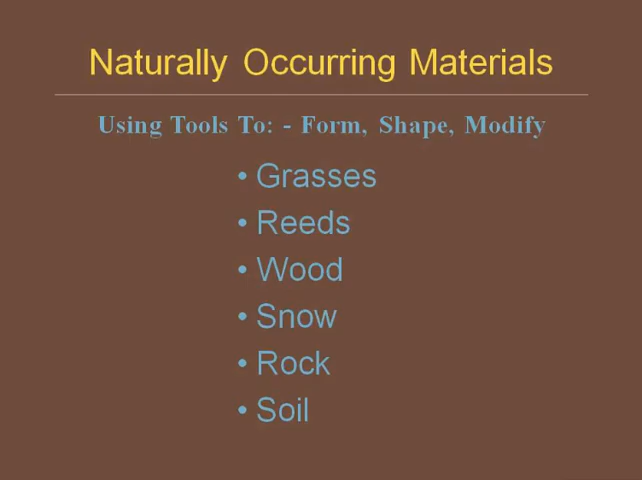 Naturally Occurring Materials
Using Tools To: - Form, Shape, Modify
• Grasses
• Reeds
• Wood
• Snow
• Rock
• Soil